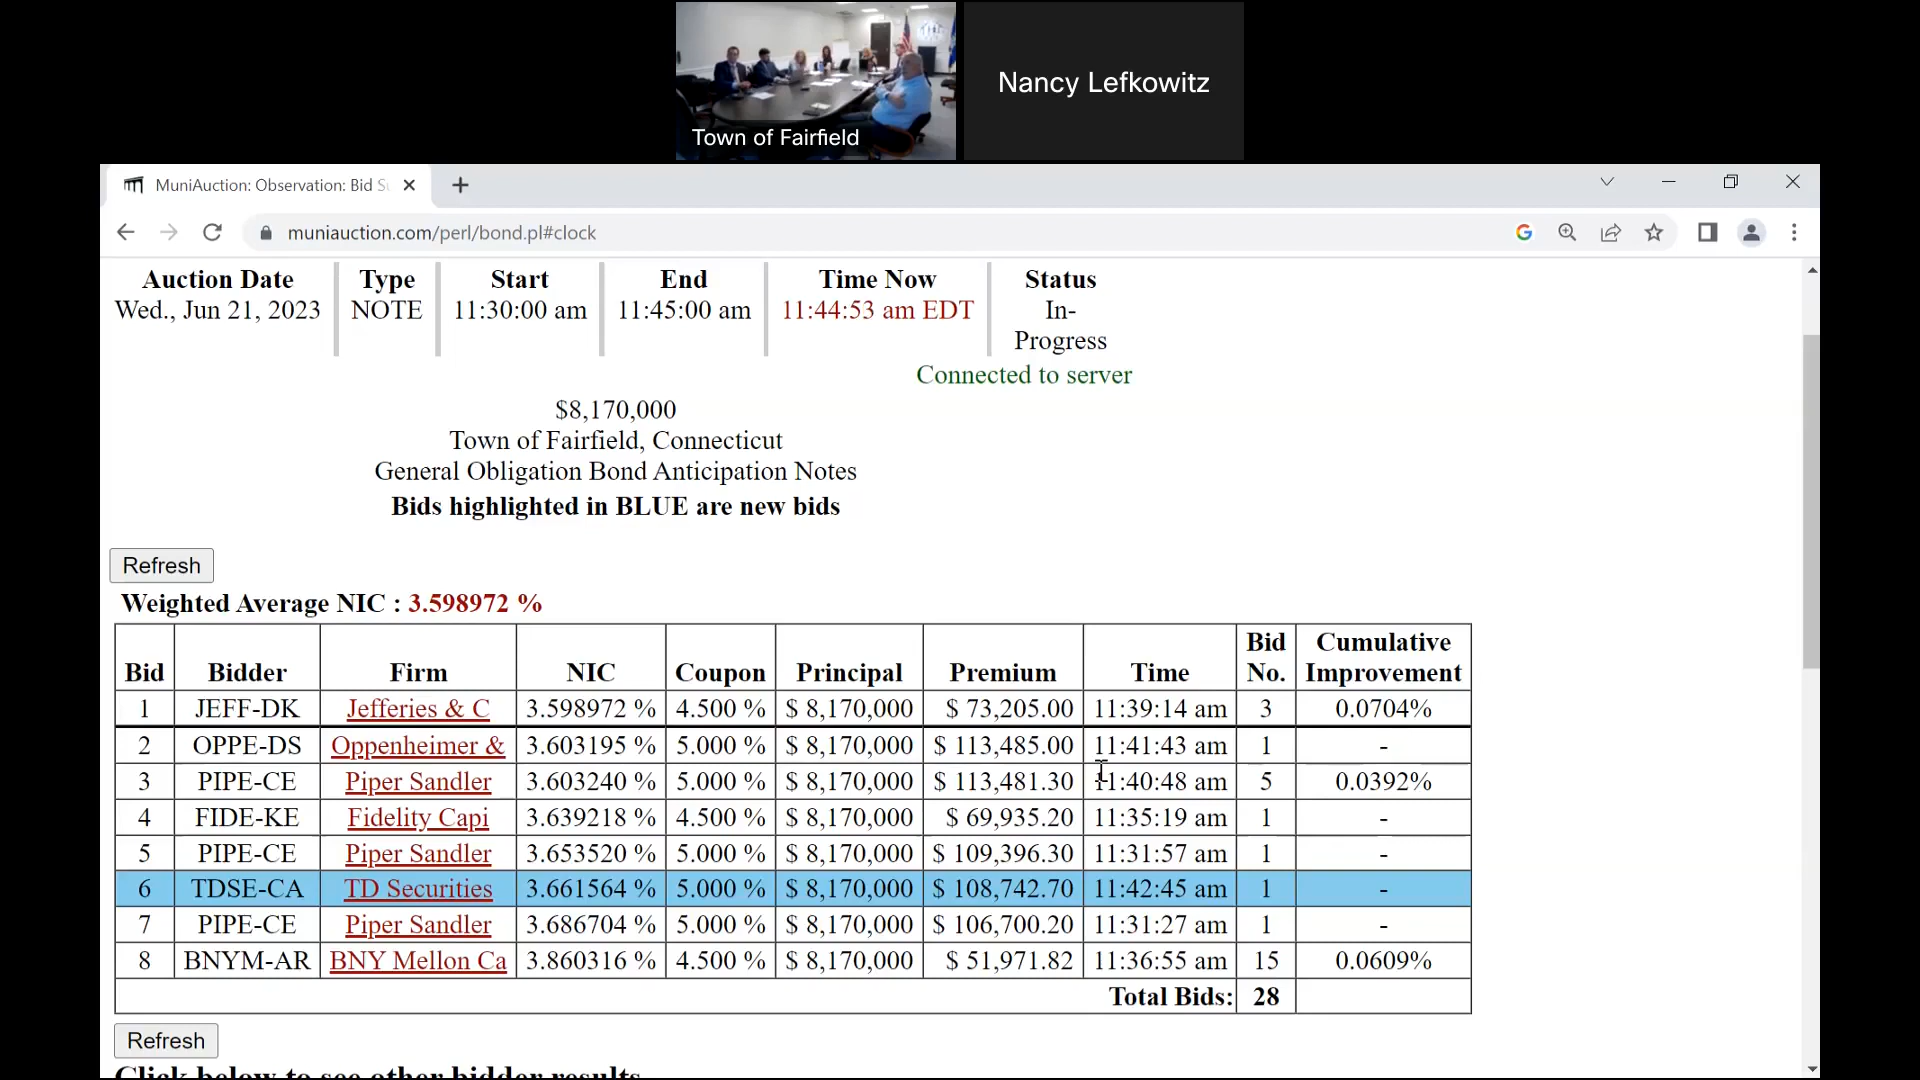 Town of Fairfield
Nancy Lefkowitz
MuniAuction: Observation: Bid S
muniauction.com/perl/bond.pl#clock
Auction Date Type Start End Time Now Status
Wed., Jun 21, 2023 NOTE 11:30:00 am 11:45:00 am 11:44:53 am EDT In-
Progress
Connected to server
$8,170,000
Town of Fairfield, Connecticut
General Obligation Bond Anticipation Notes
Bids highlighted in BLUE are new bids
Refresh
Weighted Average NIC : 3.598972 %
Bid Bidder Firm NIC Coupon Principal Premium Time Bid No. Cumulative Improvement
1 JEFF-DK Jefferies & C 3.598972 % 4.500 % $ 8,170,000 $ 73,205.00 11:39:14 am 3 0.0704%
2 OPPE-DS Oppenheimer & 3.603195 % 5.000 % $ 8,170,000 $ 113,485.00 11:41:43 am 1 -
3 PIPE-CE Piper Sandler 3.603240 % 5.000 % $ 8,170,000 $ 113,481.30 11:40:48 am 5 0.0392%
4 FIDE-KE Fidelity Capi 3.639218 % 4.500 % $ 8,170,000 $ 69,935.20 11:35:19 am 1 -
5 PIPE-CE Piper Sandler 3.653520 % 5.000 % $ 8,170,000 $ 109,396.30 11:31:57 am 1 -
6 TDSE-CA TD Securities 3.661564 % 5.000 % $ 8,170,000 $ 108,742.70 11:42:45 am 1 -
7 PIPE-CE Piper Sandler 3.686704 % 5.000 % $ 8,170,000 $ 106,700.20 11:31:27 am 1 -
8 BNYM-AR BNY Mellon Ca 3.860316 % 4.500 % $ 8,170,000 $ 51,971.82 11:36:55 am 15 0.0609%
Total Bids: 28
Refresh
Click below to see other bidder results